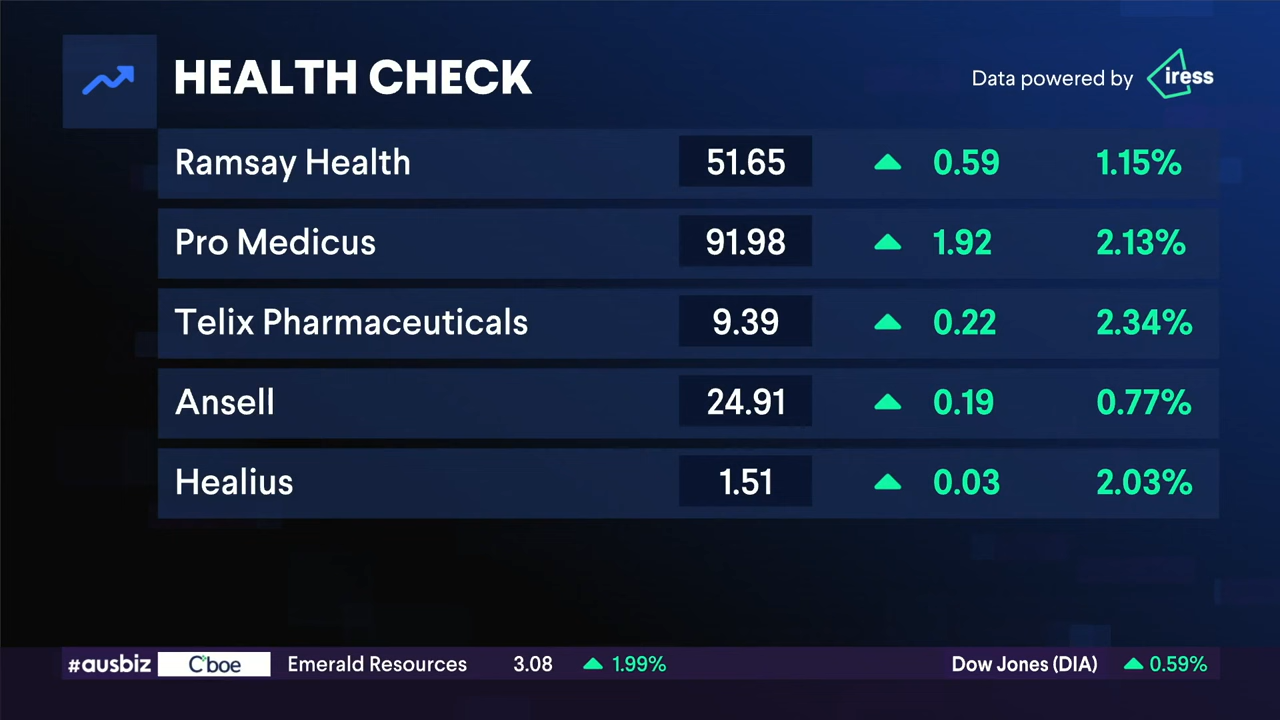 HEALTH CHECK
Data powered by iress
Ramsay Health 51.65 ▲ 0.59 1.15%
Pro Medicus 91.98 ▲ 1.92 2.13%
Telix Pharmaceuticals 9.39 ▲ 0.22 2.34%
Ansell 24.91 ▲ 0.19 0.77%
Healius 1.51 ▲ 0.03 2.03%
#ausbiz Cboe Emerald Resources 3.08 ▲ 1.99% Dow Jones (DIA) ▲ 0.59%